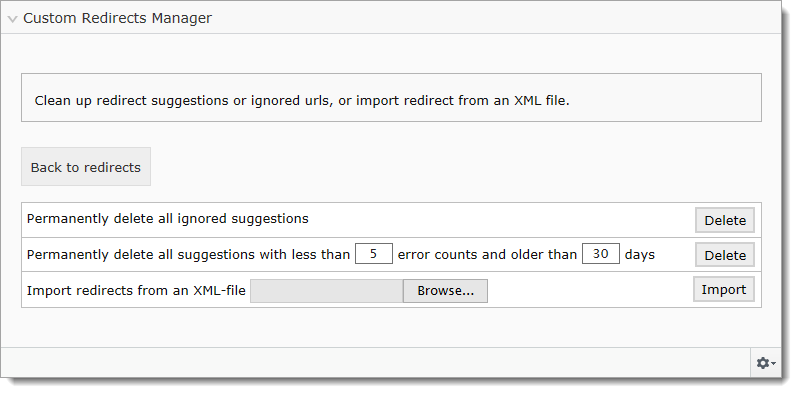 Custom Redirects Manager
Clean up redirect suggestions or ignored urls, or import redirect from an XML file.
Back to redirects
Permanently delete all ignored suggestions Delete
Permanently delete all suggestions with less than 5 error counts and older than 30 days Delete
Import redirects from an XML-file Browse... Import